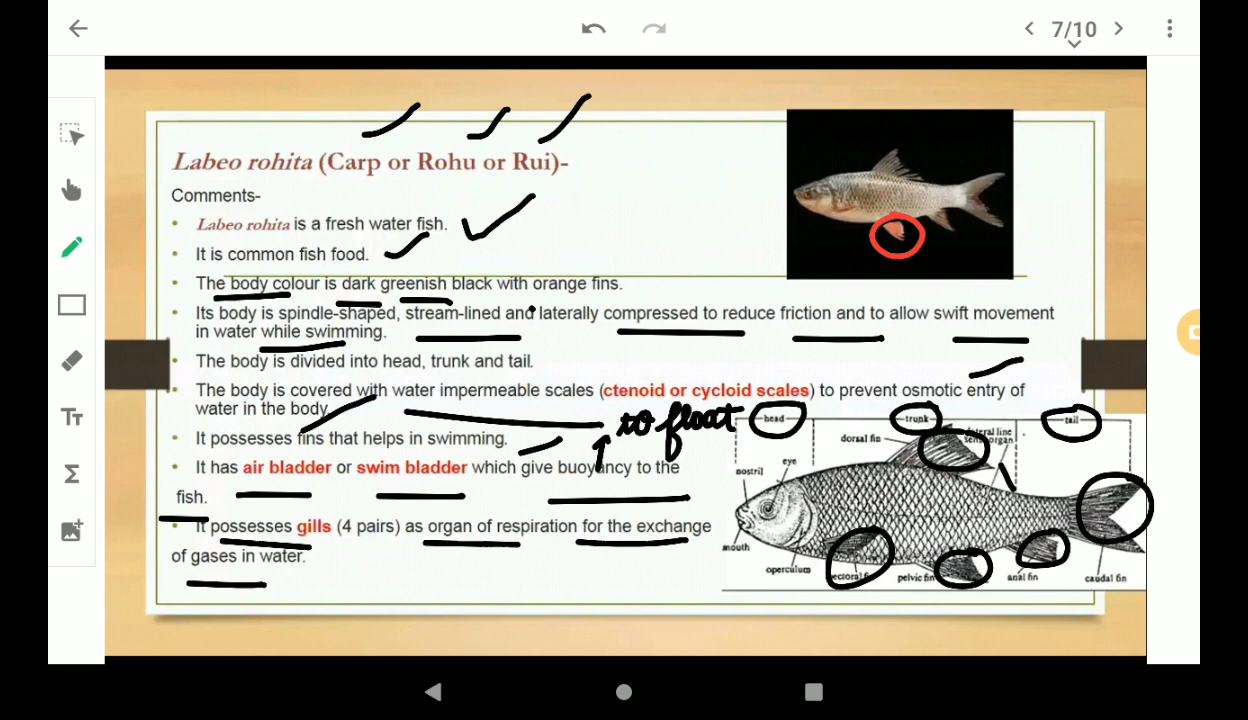 7/10
Labeo rohita (Carp or Rohu or Rui)-
Comments-
• Labeo rohita is a fresh water fish.
• It is common fish food.
• The body colour is dark greenish black with orange fins.
• Its body is spindle-shaped, stream-lined and laterally compressed to reduce friction and to allow swift movement
in water while swimming.
• The body is divided into head, trunk and tail.
• The body is covered with water impermeable scales (ctenoid or cycloid scales) to prevent osmotic entry of
water in the body
to float
• It possesses fins that helps in swimming.
• It has air bladder or swim bladder which give buoyancy to the
fish.
• It possesses gills (4 pairs) as organ of respiration for the exchange
of gases in water.
head trunk tail
dorsal fin lateral line
sense organ
eye
nostril
mouth
operculum pectoral fin pelvic fin anal fin caudal fin
Tт
Σ